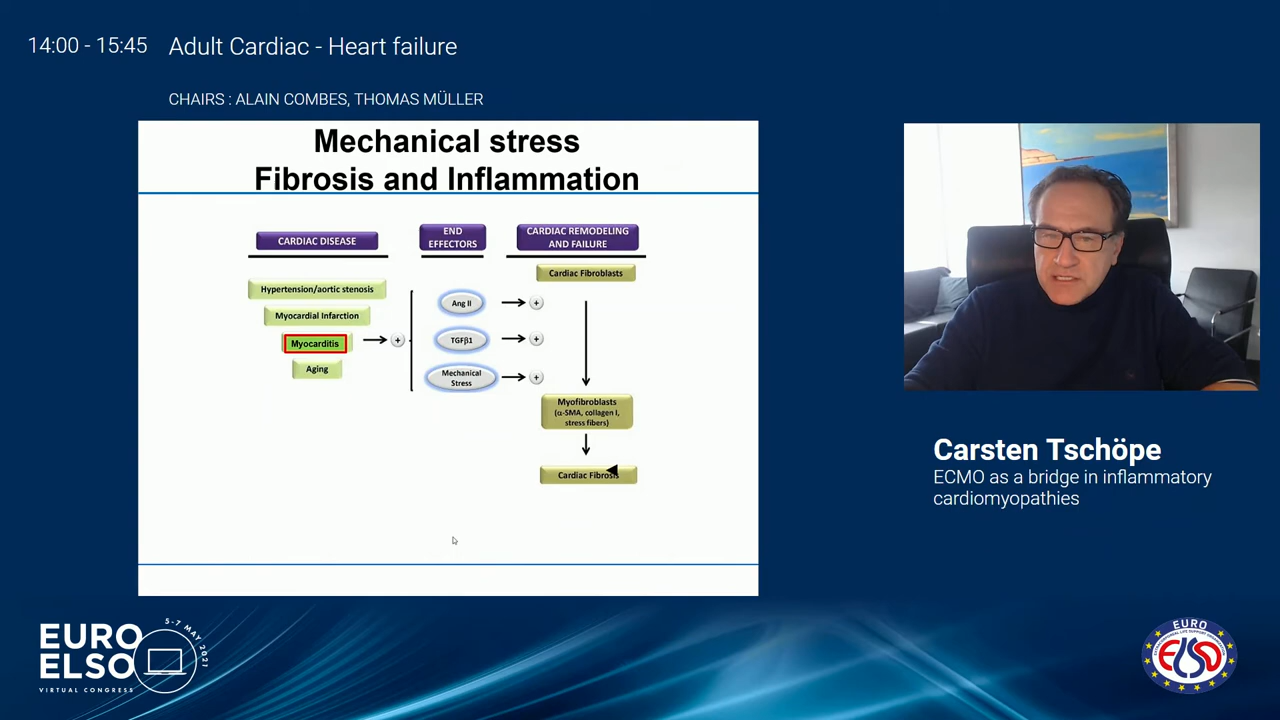 14:00 - 15:45 Adult Cardiac - Heart failure
CHAIRS : ALAIN COMBES, THOMAS MÜLLER
Mechanical stress
Fibrosis and Inflammation
CARDIAC DISEASE
Hypertension/aortic stenosis
Myocardial Infarction
Myocarditis
Aging
+
END
EFFECTORS
Ang II
TGFβ1
Mechanical
Stress
+
+
+
CARDIAC REMODELING
AND FAILURE
Cardiac Fibroblasts
Myofibroblasts
(α-SMA, collagen I,
stress fibers)
Cardiac Fibrosis
Carsten Tschöpe
ECMO as a bridge in inflammatory
cardiomyopathies
EURO
ELSO
VIRTUAL CONGRESS
5-7 MAY 2021
EURO
ELSO